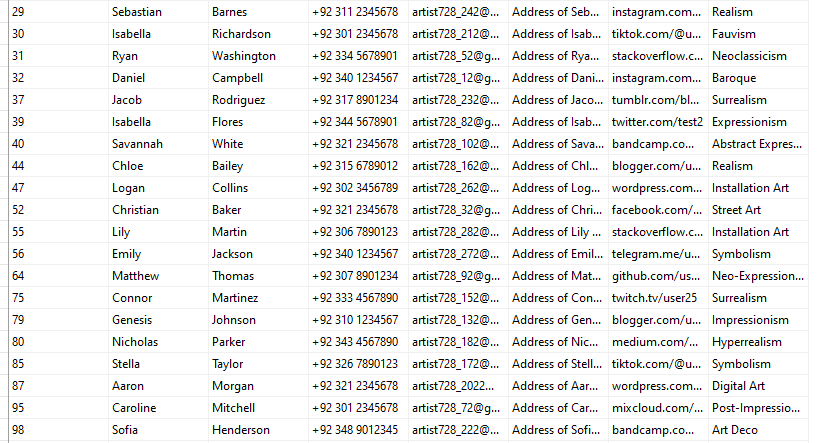 29 Sebastian Barnes +92 311 2345678 artist728_242@... Address of Seb... instagram.com... Realism
30 Isabella Richardson +92 301 2345678 artist728_212@... Address of Isab... tiktok.com/@u... Fauvism
31 Ryan Washington +92 334 5678901 artist728_52@g... Address of Rya... stackoverflow.c... Neoclassicism
32 Daniel Campbell +92 340 1234567 artist728_12@g... Address of Dani... instagram.com... Baroque
37 Jacob Rodriguez +92 317 8901234 artist728_232@... Address of Jaco... tumblr.com/bl... Surrealism
39 Isabella Flores +92 344 5678901 artist728_82@g... Address of Isab... twitter.com/test2 Expressionism
40 Savannah White +92 321 2345678 artist728_102@... Address of Sava... bandcamp.co... Abstract Expres...
44 Chloe Bailey +92 315 6789012 artist728_162@... Address of Chl... blogger.com/u... Realism
47 Logan Collins +92 302 3456789 artist728_262@... Address of Log... wordpress.com... Installation Art
52 Christian Baker +92 321 2345678 artist728_32@g... Address of Chri... facebook.com/... Street Art
55 Lily Martin +92 306 7890123 artist728_282@... Address of Lily ... stackoverflow.c... Installation Art
56 Emily Jackson +92 340 1234567 artist728_272@... Address of Emil... telegram.me/u... Symbolism
64 Matthew Thomas +92 307 8901234 artist728_92@g... Address of Mat... github.com/us... Neo-Expression...
75 Connor Martinez +92 333 4567890 artist728_152@... Address of Con... twitch.tv/user25 Surrealism
79 Genesis Johnson +92 310 1234567 artist728_132@... Address of Gen... blogger.com/u... Impressionism
80 Nicholas Parker +92 343 4567890 artist728_182@... Address of Nic... medium.com/... Hyperrealism
85 Stella Taylor +92 326 7890123 artist728_172@... Address of Stell... tiktok.com/@u... Symbolism
87 Aaron Morgan +92 321 2345678 artist728_2022... Address of Aar... wordpress.com... Digital Art
95 Caroline Mitchell +92 301 2345678 artist728_72@g... Address of Caro... mixcloud.com/... Post-Impressio...
98 Sofia Henderson +92 348 9012345 artist728_222@... Address of Sofi... bandcamp.co... Art Deco